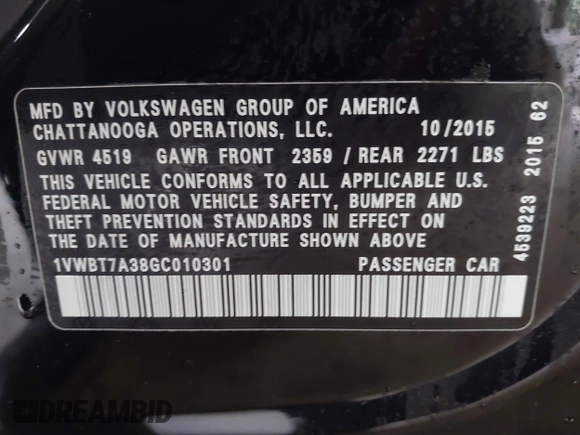 MFD BY VOLKSWAGEN GROUP OF AMERICA
CHATTANOOGA OPERATIONS, LLC. 10/2015
GVWR 4519 GAWR FRONT 2359 / REAR 2271 LBS
THIS VEHICLE CONFORMS TO ALL APPLICABLE U.S.
FEDERAL MOTOR VEHICLE SAFETY, BUMPER AND
THEFT PREVENTION STANDARDS IN EFFECT ON
THE DATE OF MANUFACTURE SHOWN ABOVE.
1VWBT7A38GC010301 PASSENGER CAR
4539223 2015 62
DREAMBID